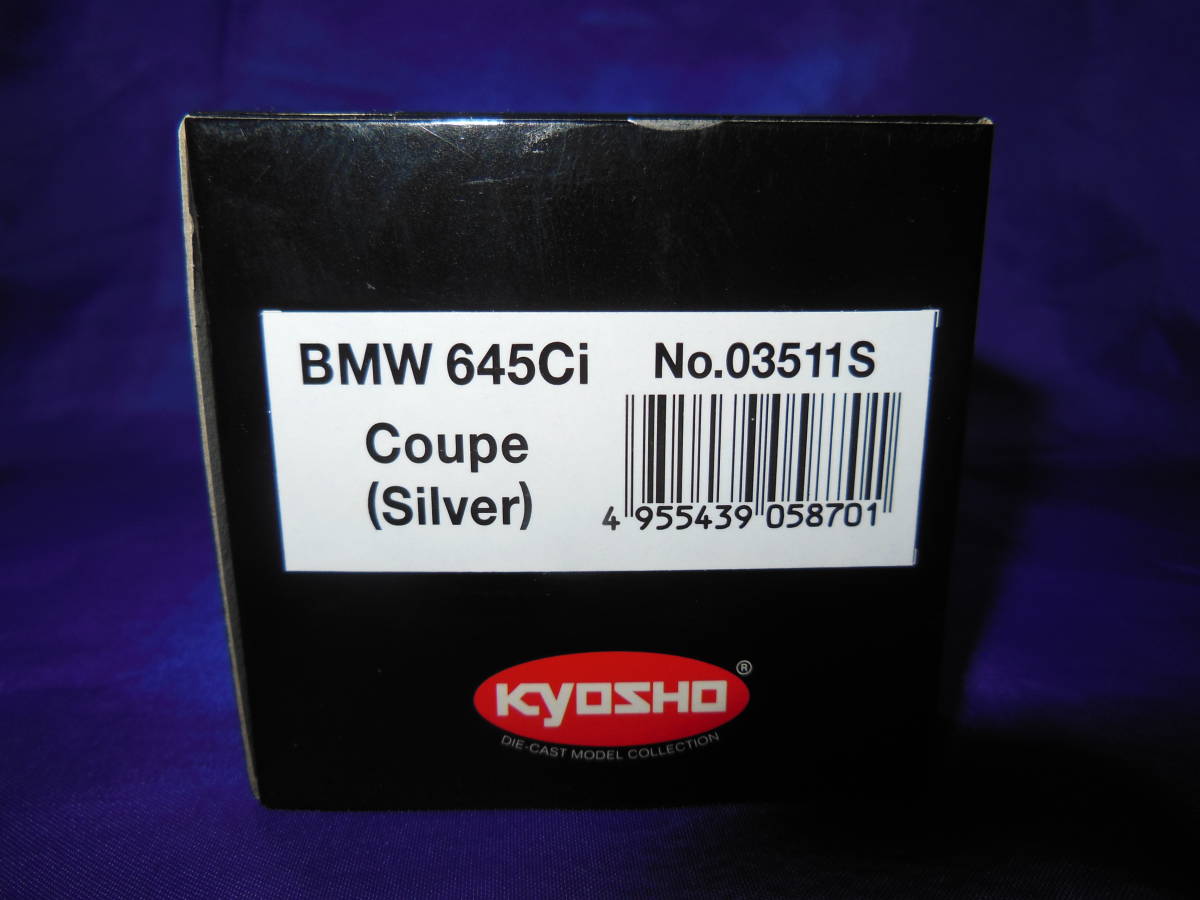 BMW 645Ci
Coupe
(Silver)
No.03511S
4 955439 058701
KYOSHO ®
DIE-CAST MODEL COLLECTION